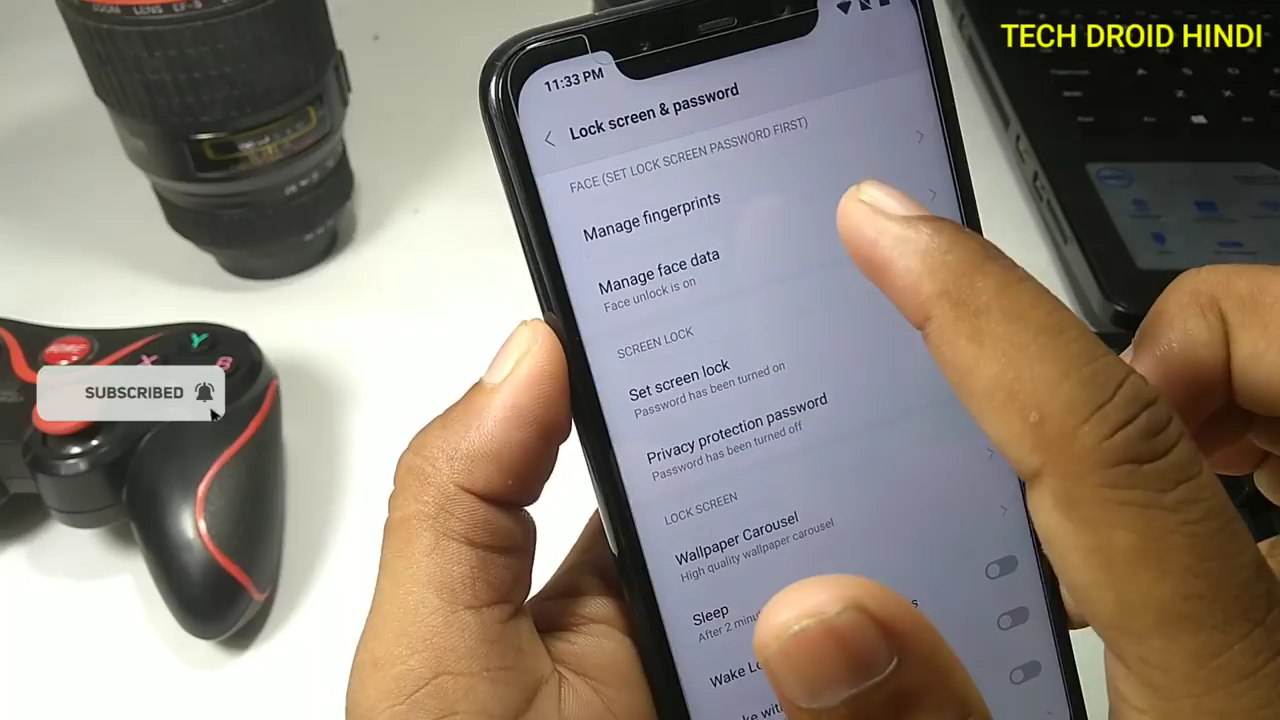 TECH DROID HINDI
ZOOM
11:33 PM
Lock screen & password
FACE (SET LOCK SCREEN PASSWORD FIRST)
Manage fingerprints
Manage face data
Face unlock is on
SCREEN LOCK
Set screen lock
Password has been turned on
Privacy protection password
Password has been turned off
LOCK SCREEN
Wallpaper Carousel
High quality wallpaper carousel
Sleep
After 2
Wake
Y
X
B
SUBSCRIBED